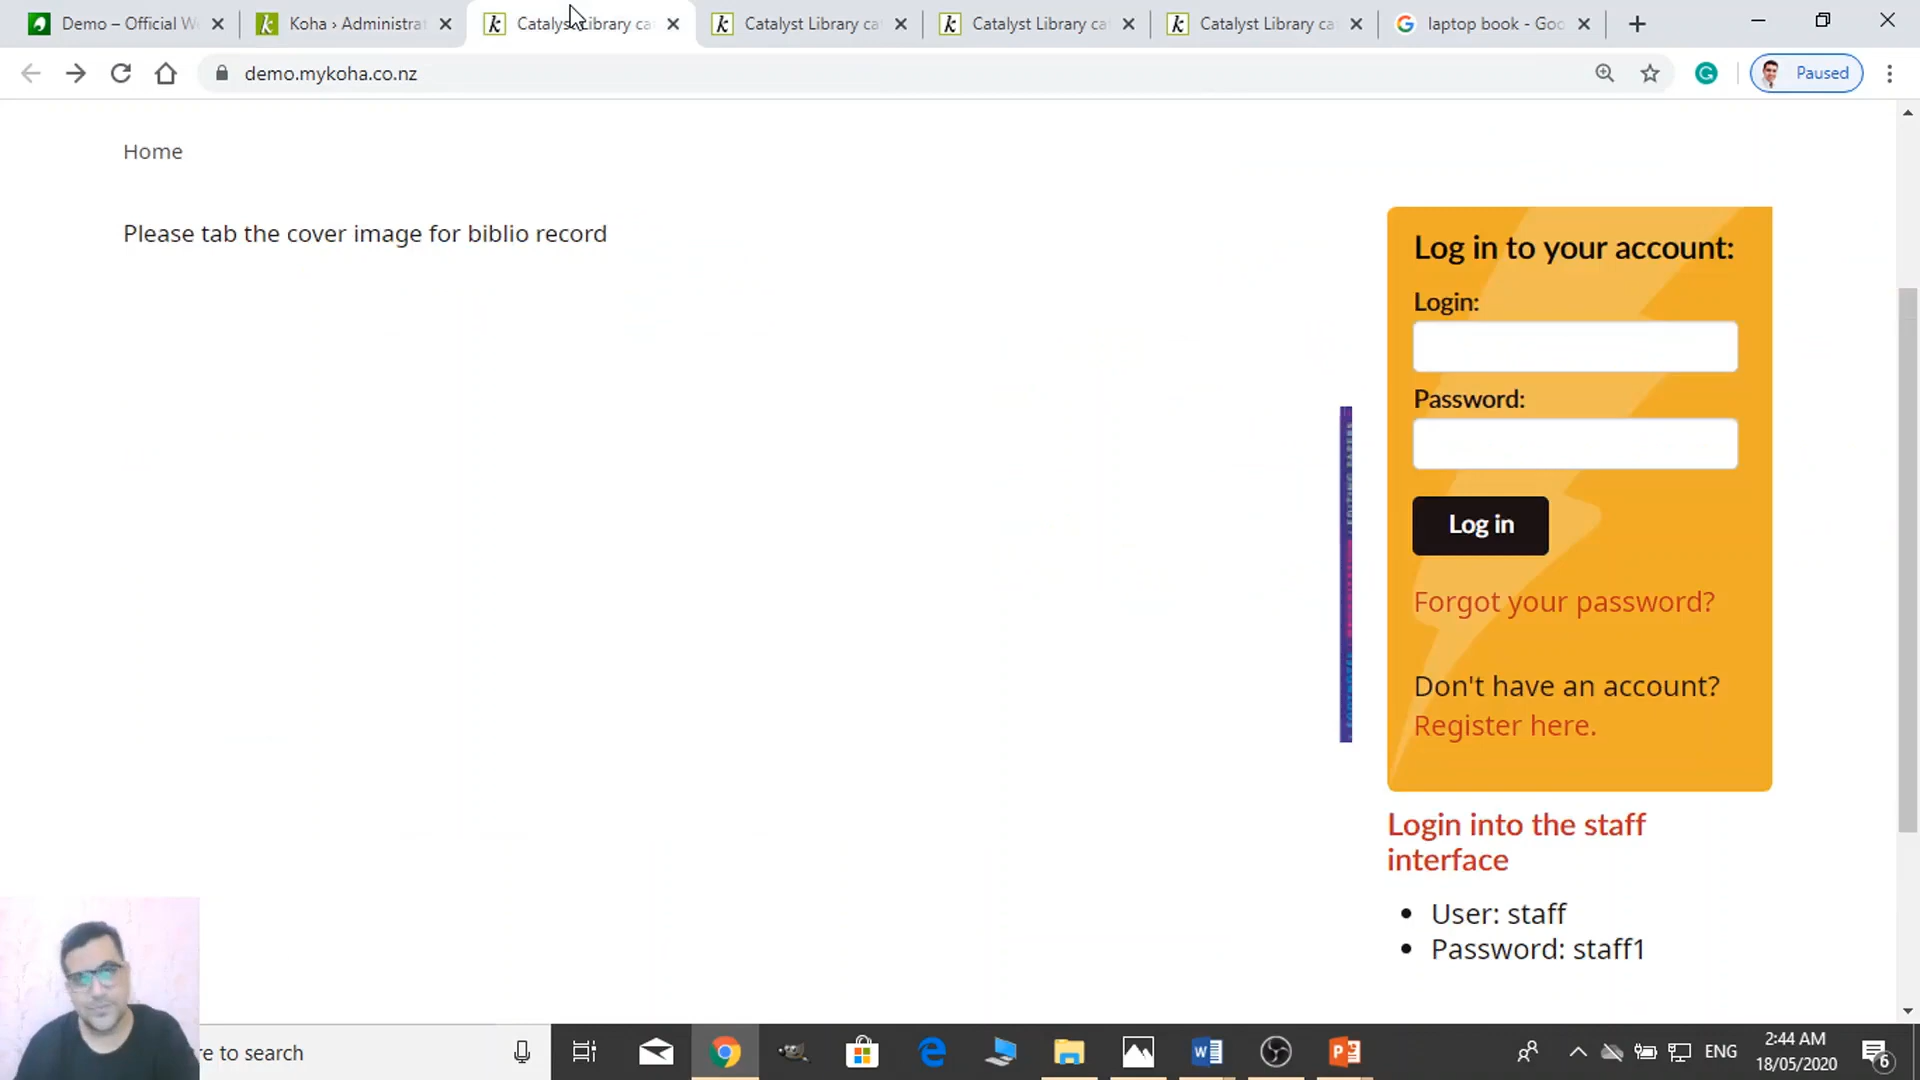 Demo – Official W
Koha › Administrat
Catalyst Library ca
Catalyst Library ca
Catalyst Library ca
Catalyst Library ca
laptop book - Goo
demo.mykoha.co.nz
Paused
Home
Please tab the cover image for biblio record
Log in to your account:
Login:
Password:
Log in
Forgot your password?
Don't have an account?
Register here.
Login into the staff
interface
User: staff
Password: staff1
re to search
ENG
2:44 AM
18/05/2020
6